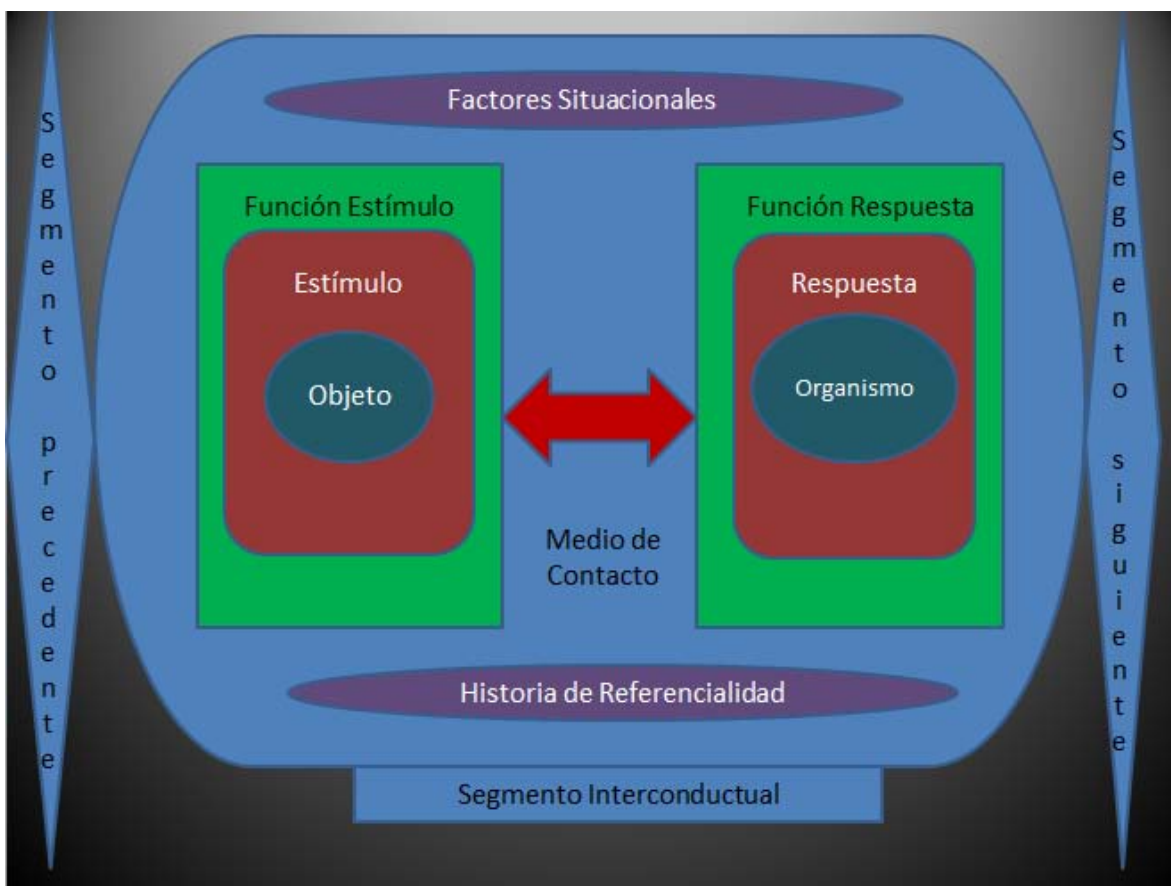 Segmento precedente
Factores Situacionales
Función Estímulo
Estímulo
Objeto
Función Respuesta
Respuesta
Organismo
Medio de
Contacto
Historia de Referencialidad
Segmento Interconductual
Segmento siguiente